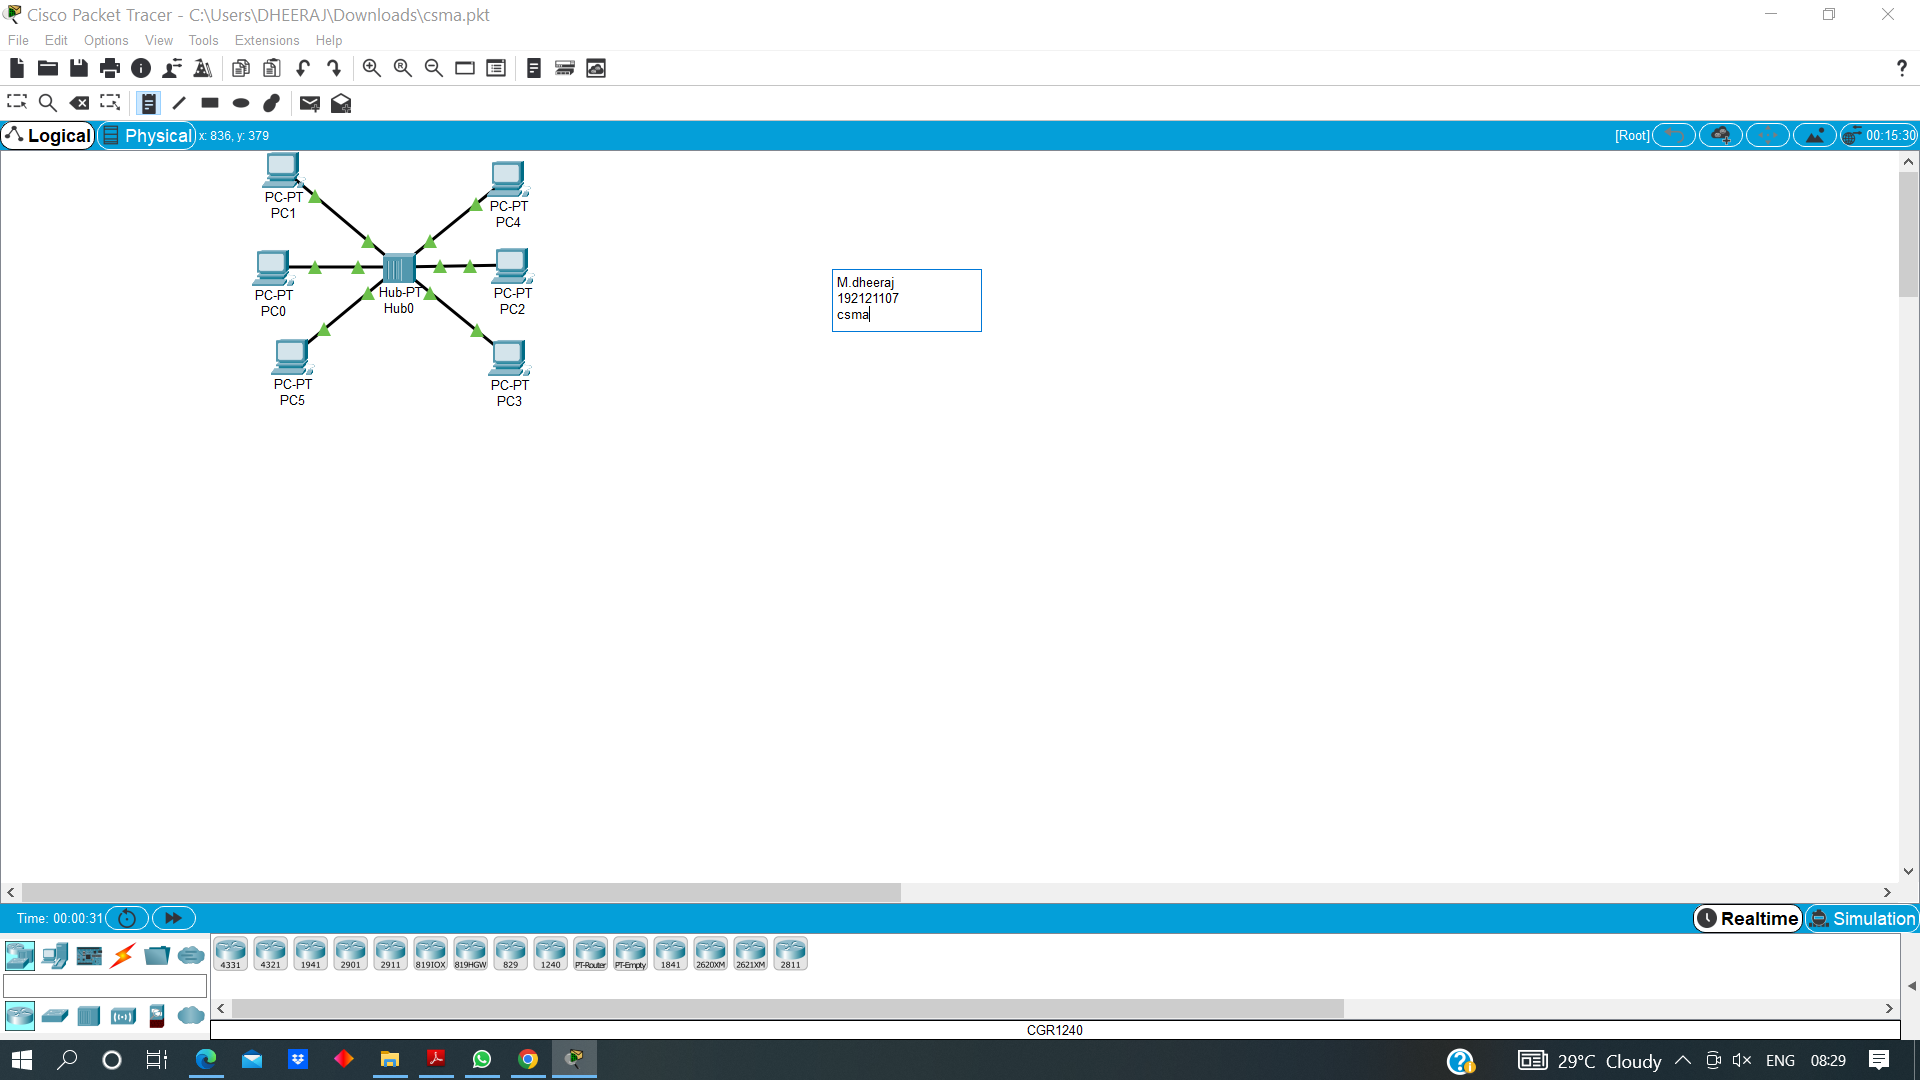 Cisco Packet Tracer - C:\Users\DHEERAJ\Downloads\csma.pkt
File Edit Options View Tools Extensions Help
?
Logical Physical x: 836, y: 379 [Root] 00:15:30
PC-PT
PC1
PC-PT
PC4
PC-PT
PC0
Hub-PT
Hub0
PC-PT
PC2
PC-PT
PC5
PC-PT
PC3
M.dheeraj
192121107
csma
Time: 00:00:31 Realtime Simulation
4331 4321 1941 2901 2911 819IOX 819HGW 829 1240 PT-Router PT-Empty 1841 2620XM 2621XM 2811
CGR1240
29°C Cloudy ENG 08:29